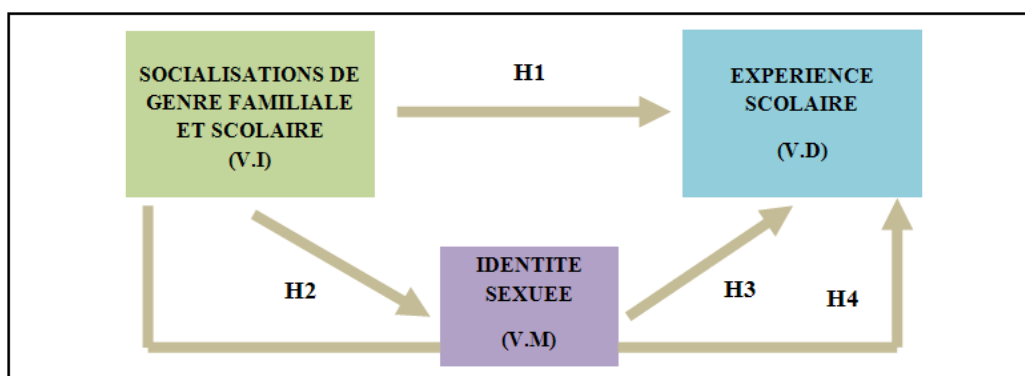 SOCIALISATIONS DE
GENRE FAMILIALE
ET SCOLAIRE
(V.I)
H1
EXPERIENCE
SCOLAIRE
(V.D)
H2
IDENTITE
SEXUEE
(V.M)
H3
H4